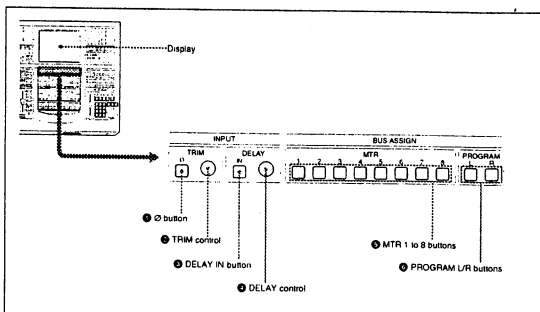 Display
INPUT
BUS ASSIGN
TRIM
DELAY
MTR
PROGRAM
IN
1 2 3 4 5 6 7 8
L R
❶ Ø button
❷ TRIM control
❸ DELAY IN button
❹ DELAY control
❺ MTR 1 to 8 buttons
❻ PROGRAM L/R buttons